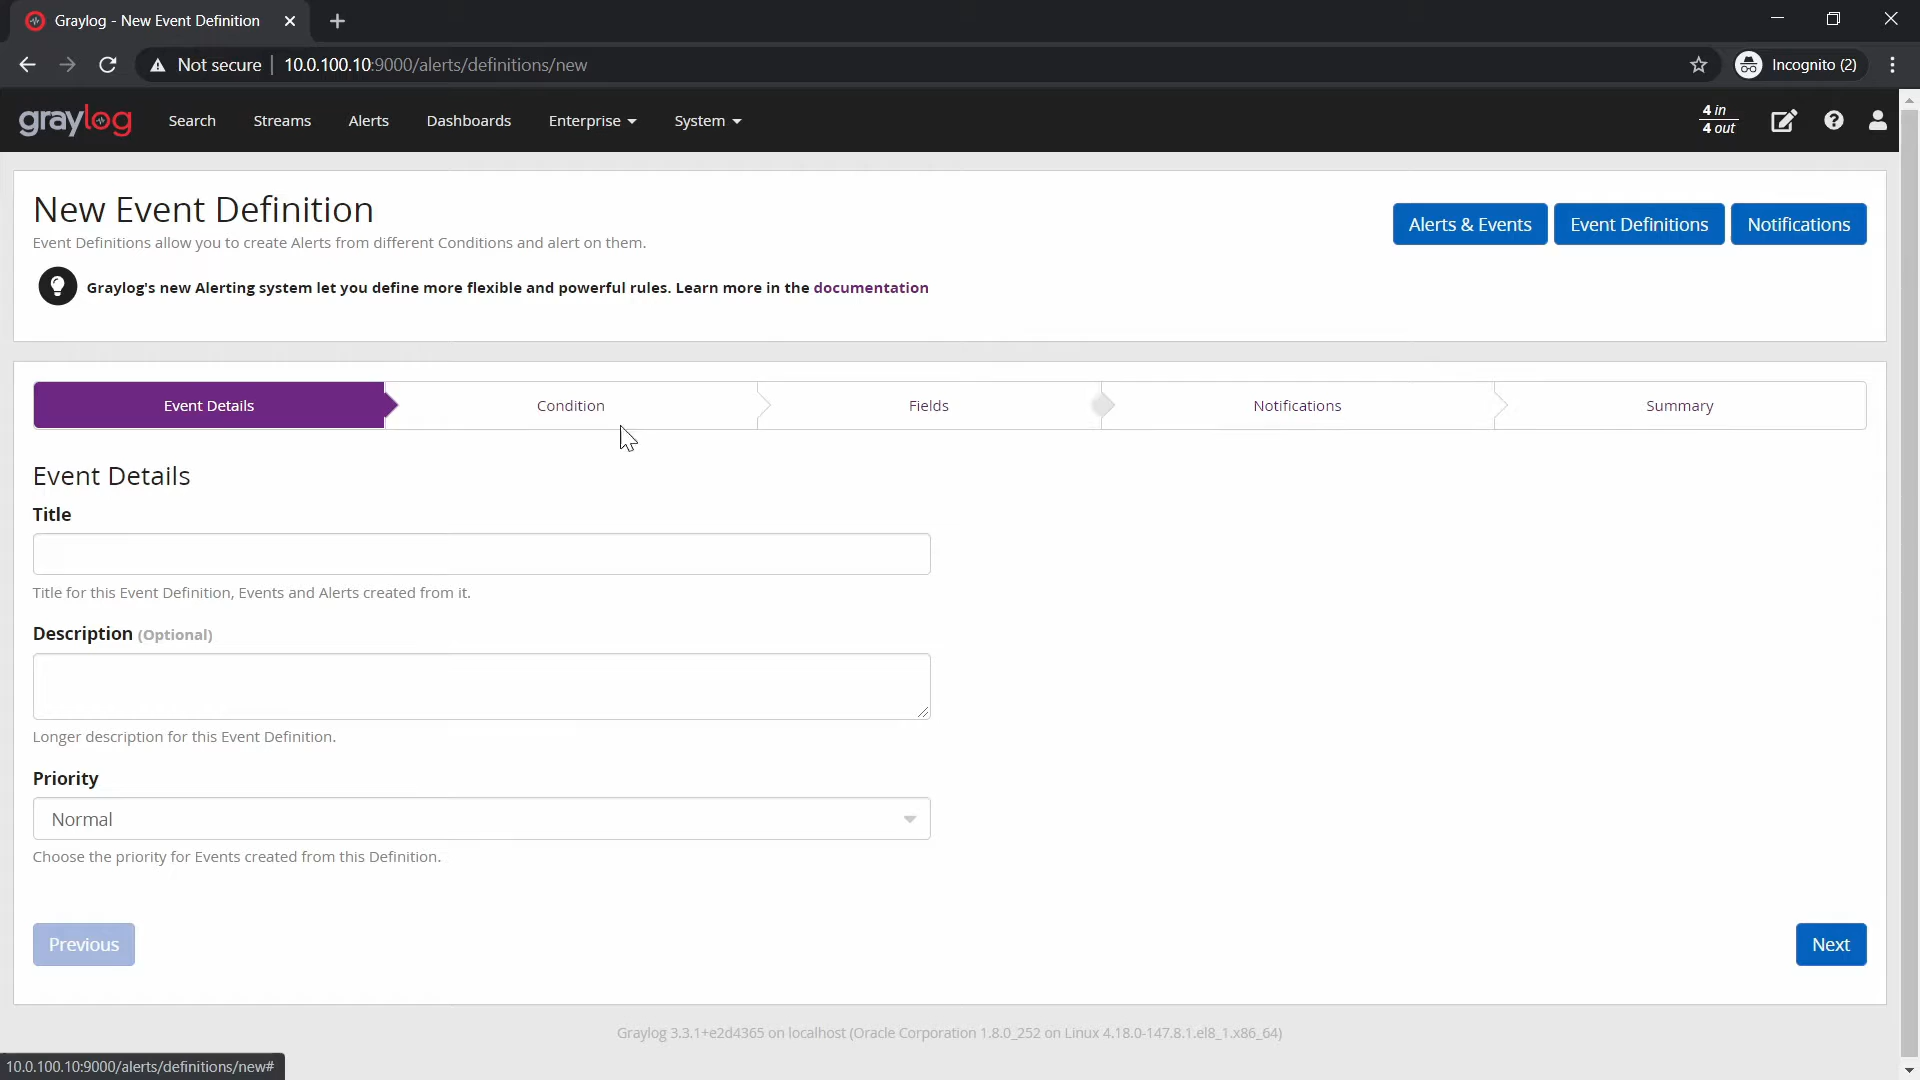 Graylog - New Event Definition
Not secure
10.0.100.10:9000/alerts/definitions/new
Incognito (2)
graylog
Search
Streams
Alerts
Dashboards
Enterprise
System
4 in
4 out
New Event Definition
Event Definitions allow you to create Alerts from different Conditions and alert on them.
Alerts & Events
Event Definitions
Notifications
Graylog's new Alerting system let you define more flexible and powerful rules. Learn more in the documentation
Event Details
Condition
Fields
Notifications
Summary
Event Details
Title
Title for this Event Definition, Events and Alerts created from it.
Description (Optional)
Longer description for this Event Definition.
Priority
Normal
Choose the priority for Events created from this Definition.
Previous
Next
Graylog 3.3.1+e2d4365 on localhost (Oracle Corporation 1.8.0_252 on Linux 4.18.0-147.8.1.el8_1.x86_64)
10.0.100.10:9000/alerts/definitions/new#